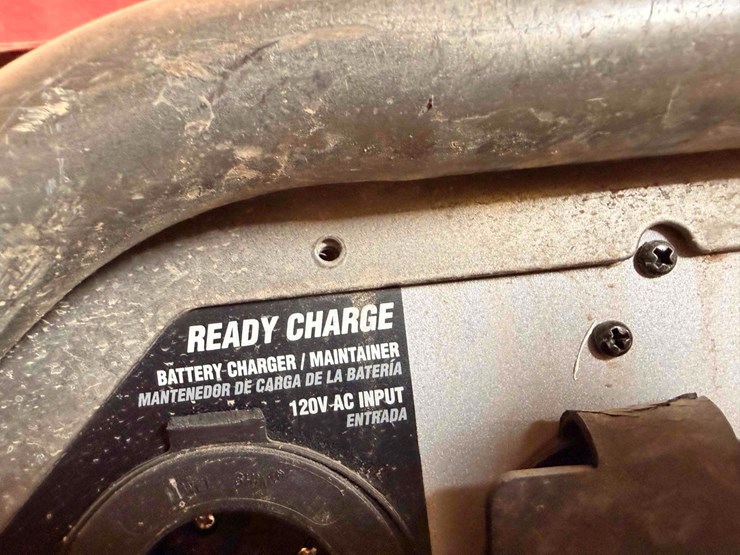 READY CHARGE
BATTERY CHARGER / MAINTAINER
MANTENEDOR DE CARGA DE LA BATERÍA
120V-AC INPUT
ENTRADA